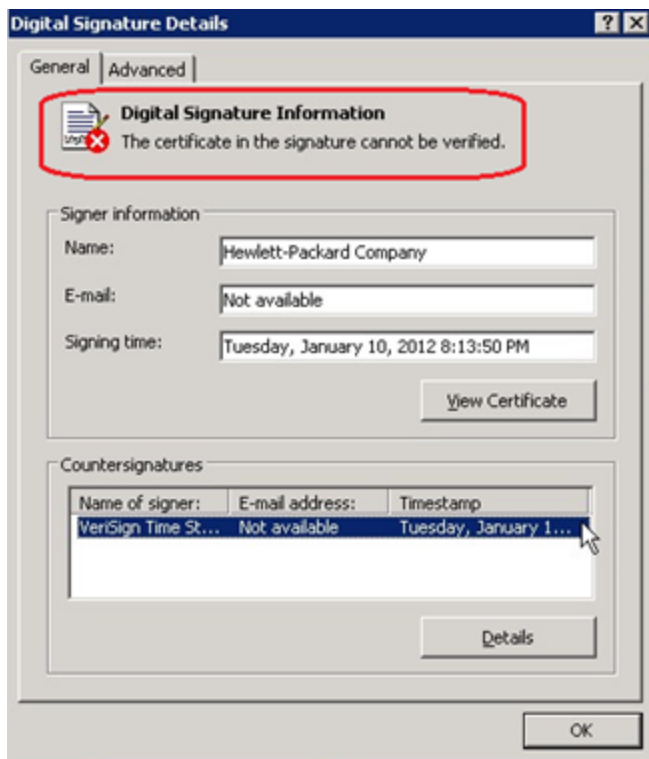 Digital Signature Details
General Advanced
Digital Signature Information
The certificate in the signature cannot be verified.
Signer information
Name: Hewlett-Packard Company
E-mail: Not available
Signing time: Tuesday, January 10, 2012 8:13:50 PM
View Certificate
Countersignatures
Name of signer: E-mail address: Timestamp
VeriSign Time St... Not available Tuesday, January 1...
Details
OK